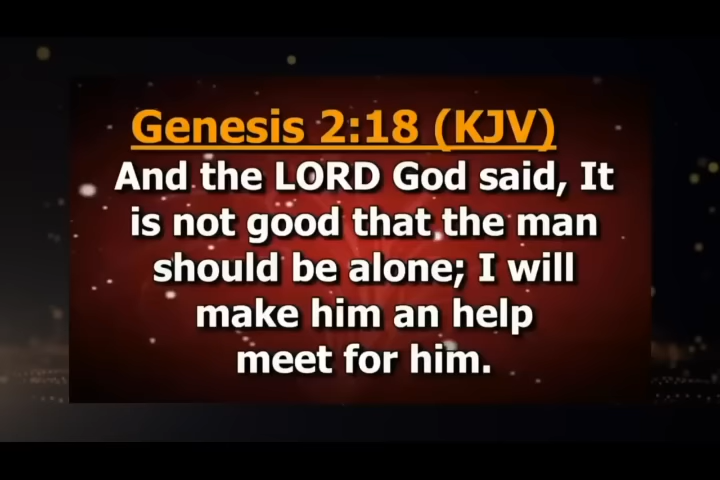 Genesis 2:18 (KJV)
And the LORD God said, It
is not good that the man
should be alone; I will
make him an help
meet for him.